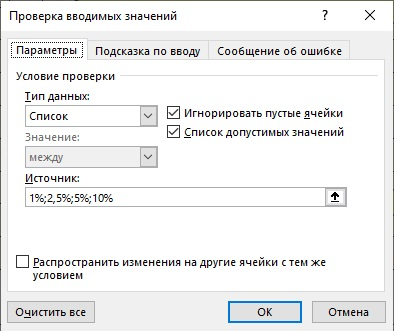 Проверка вводимых значений
Параметры
Подсказка по вводу
Сообщение об ошибке
Условие проверки
Тип данных:
Список
Игнорировать пустые ячейки
Значение:
Список допустимых значений
между
Источник:
1%;2,5%;5%;10%
Распространить изменения на другие ячейки с тем же
условием
Очистить все
ОК
Отмена